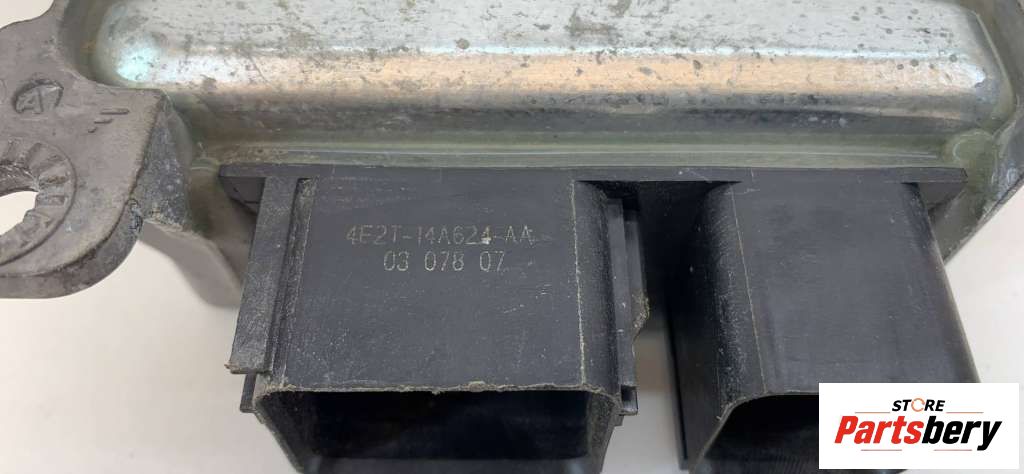 A
4E2T-14A624-AA
03 078 07
STORE
Partsbery